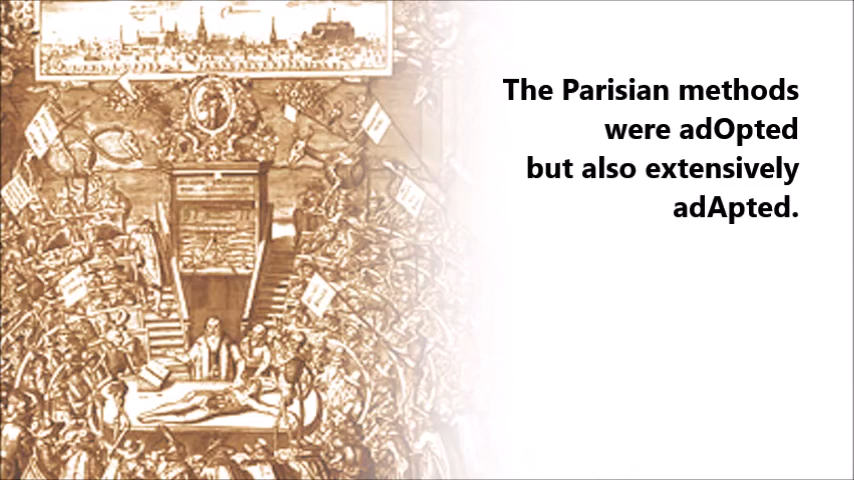 The Parisian methods
were adOpted
but also extensively
adApted.